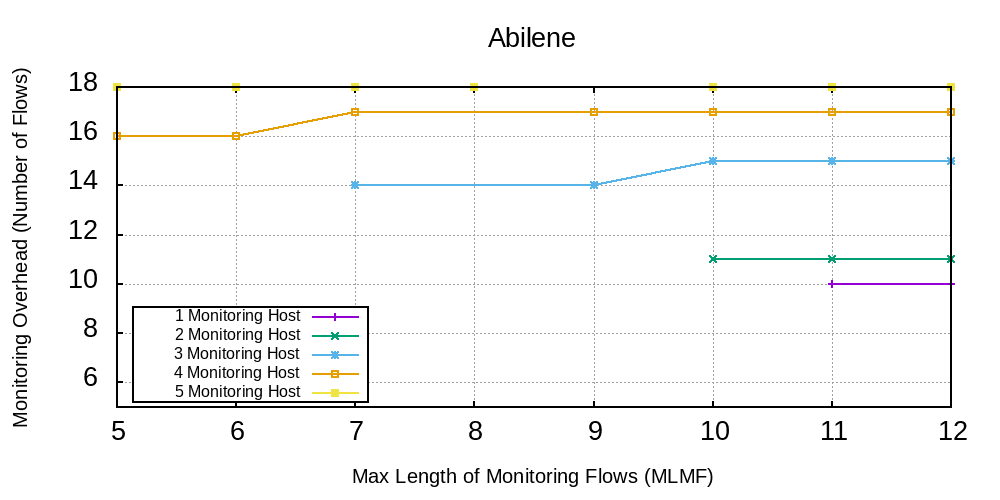 Abilene
Monitoring Overhead (Number of Flows)
18
16
14
12
10
8
6
1 Monitoring Host
2 Monitoring Host
3 Monitoring Host
4 Monitoring Host
5 Monitoring Host
5 6 7 8 9 10 11 12
Max Length of Monitoring Flows (MLMF)